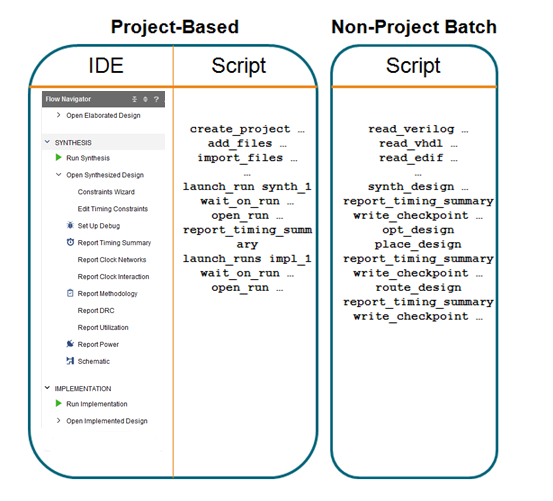 Project-Based
Non-Project Batch
IDE
Script
Script
Flow Navigator
?
Open Elaborated Design
SYNTHESIS
Run Synthesis
Open Synthesized Design
Constraints Wizard
Edit Timing Constraints
Set Up Debug
Report Timing Summary
Report Clock Networks
Report Clock Interaction
Report Methodology
Report DRC
Report Utilization
Report Power
Schematic
IMPLEMENTATION
Run Implementation
Open Implemented Design
create_project …
add_files …
import_files …
…
launch_run synth_1
wait_on_run …
open_run …
report_timing_summ
ary
launch_runs impl_1
wait_on_run …
open_run …
read_verilog …
read_vhdl …
read_edif …
…
synth_design …
report_timing_summary
write_checkpoint …
opt_design
place_design
report_timing_summary
write_checkpoint …
route_design
report_timing_summary
write_checkpoint …